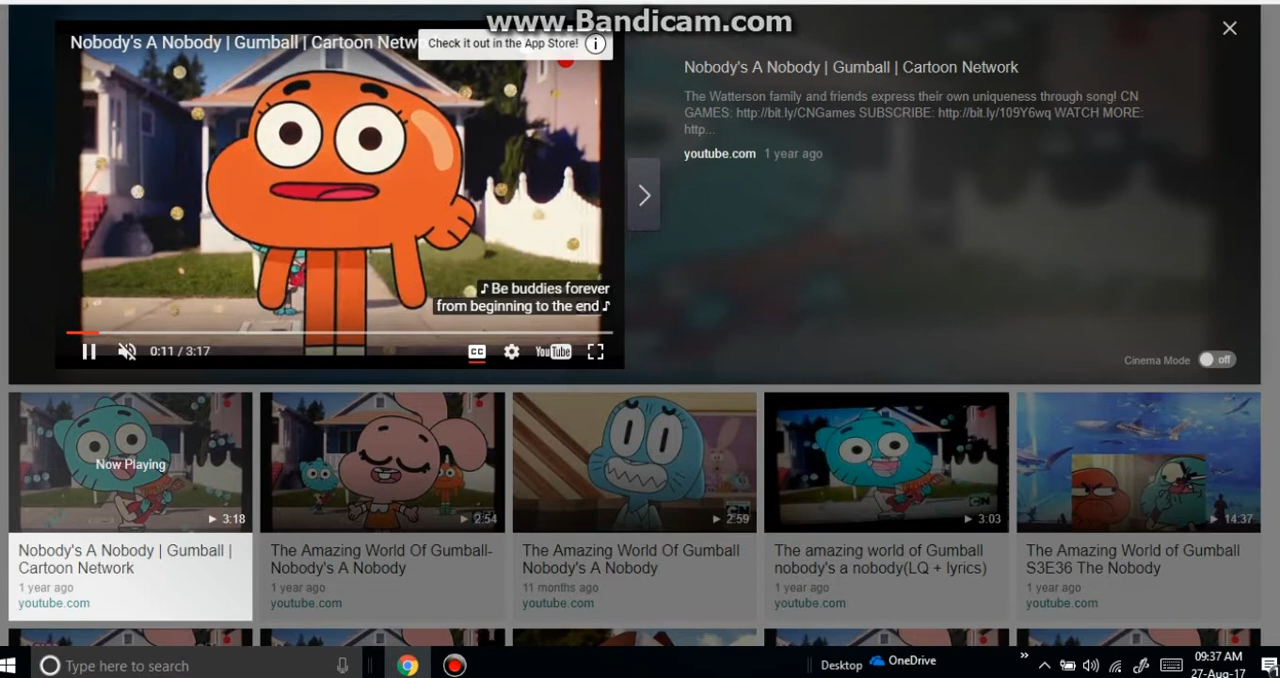 www.Bandicam.com
Nobody's A Nobody | Gumball | Cartoon Netw
Check it out in the App Store!
♪ Be buddies forever
from beginning to the end ♪
0:11 / 3:17
CC
YouTube
Nobody's A Nobody | Gumball | Cartoon Network
The Watterson family and friends express their own uniqueness through song! CN
GAMES: http://bit.ly/CNGames SUBSCRIBE: http://bit.ly/109Y6wq WATCH MORE:
http...
youtube.com 1 year ago
Cinema Mode off
Now Playing
3:18
Nobody's A Nobody | Gumball |
Cartoon Network
1 year ago
youtube.com
2:54
The Amazing World Of Gumball-
Nobody's A Nobody
1 year ago
youtube.com
CN
2:59
The Amazing World Of Gumball
Nobody's A Nobody
11 months ago
youtube.com
CN
3:03
The amazing world of Gumball
nobody's a nobody(LQ + lyrics)
1 year ago
youtube.com
14:37
The Amazing World of Gumball
S3E36 The Nobody
1 year ago
youtube.com
Type here to search
Desktop
OneDrive
09:37 AM
27-Aug-17